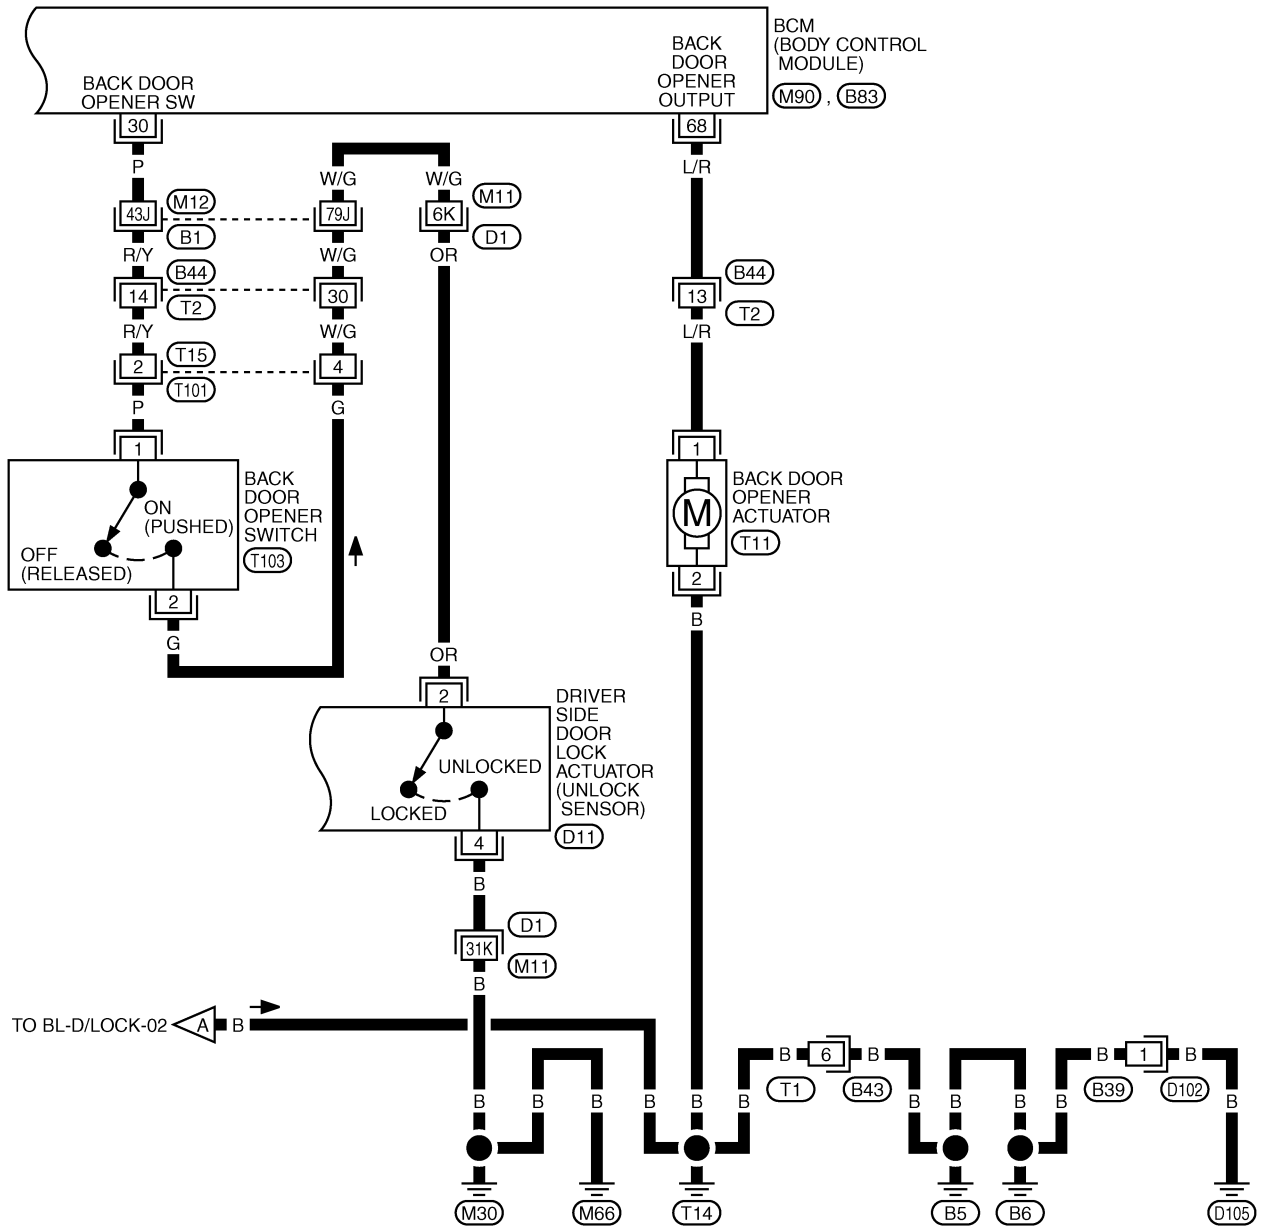 BCM
(BODY CONTROL
MODULE)
M90 , B83
BACK DOOR
OPENER SW
BACK
DOOR
OPENER
OUTPUT
30
68
P
W/G
W/G
L/R
43J
M12
B1
79J
6K
M11
D1
R/Y
W/G
OR
14
B44
T2
30
13
B44
T2
R/Y
W/G
L/R
2
T15
T101
4
P
G
1
1
ON
(PUSHED)
OFF
(RELEASED)
BACK
DOOR
OPENER
SWITCH
T103
M
BACK DOOR
OPENER
ACTUATOR
T11
2
2
G
B
OR
2
UNLOCKED
LOCKED
DRIVER
SIDE
DOOR
LOCK
ACTUATOR
(UNLOCK
SENSOR)
D11
4
B
D1
31K
M11
B
TO BL-D/LOCK-02
A
B
B
6
B
B
1
B
T1
B43
B39
D102
B
B
B
B
B
B
B
B
B
B
B
M30
M66
T14
B5
B6
D105